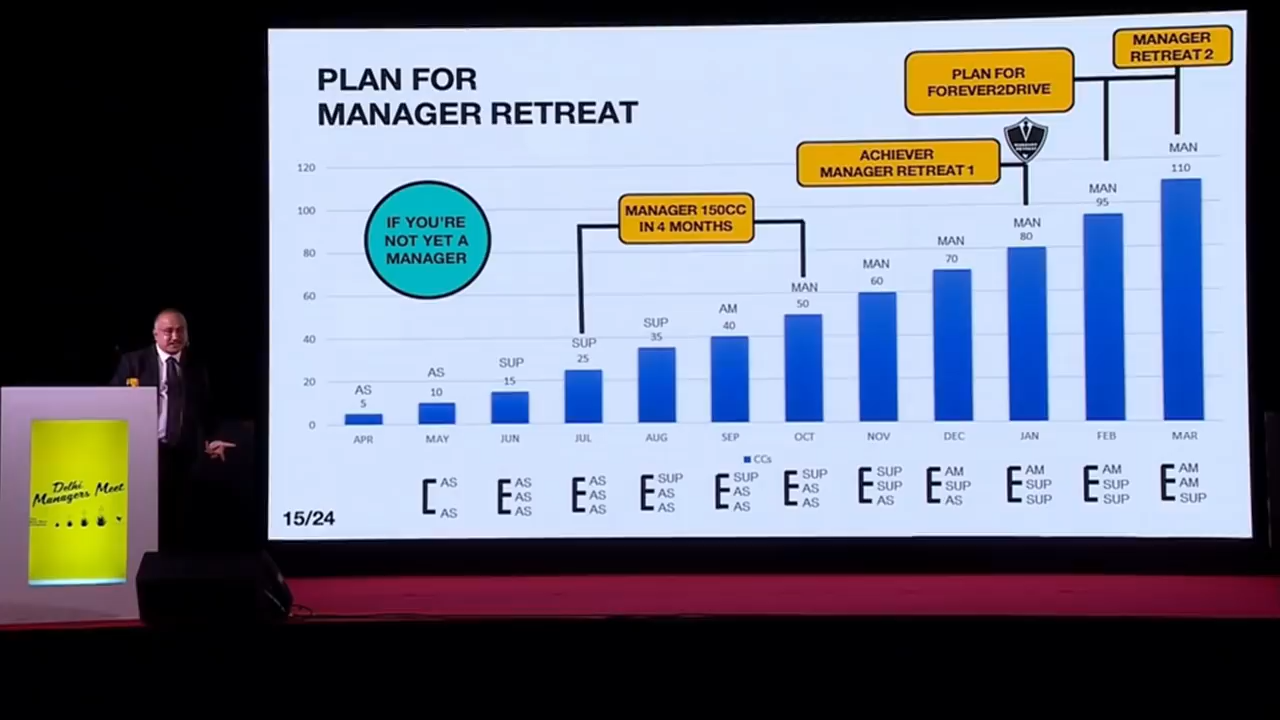 PLAN FOR
MANAGER RETREAT
MANAGER
RETREAT 2
PLAN FOR
FOREVER2DRIVE
ACHIEVER
MANAGER RETREAT 1
MANAGER 150CC
IN 4 MONTHS
IF YOU'RE
NOT YET A
MANAGER
120
100
80
60
40
20
0
AS
5
AS
10
SUP
15
SUP
25
SUP
35
AM
40
MAN
50
MAN
60
MAN
70
MAN
80
MAN
95
MAN
110
APR MAY JUN JUL AUG SEP OCT NOV DEC JAN FEB MAR
CCs
AS
AS
AS
AS
AS
AS
AS
AS
SUP
AS
AS
SUP
AS
AS
SUP
AS
AS
SUP
SUP
AS
AM
SUP
AS
AM
SUP
SUP
AM
SUP
SUP
AM
AM
SUP
15/24
Delhi
Managers Meet